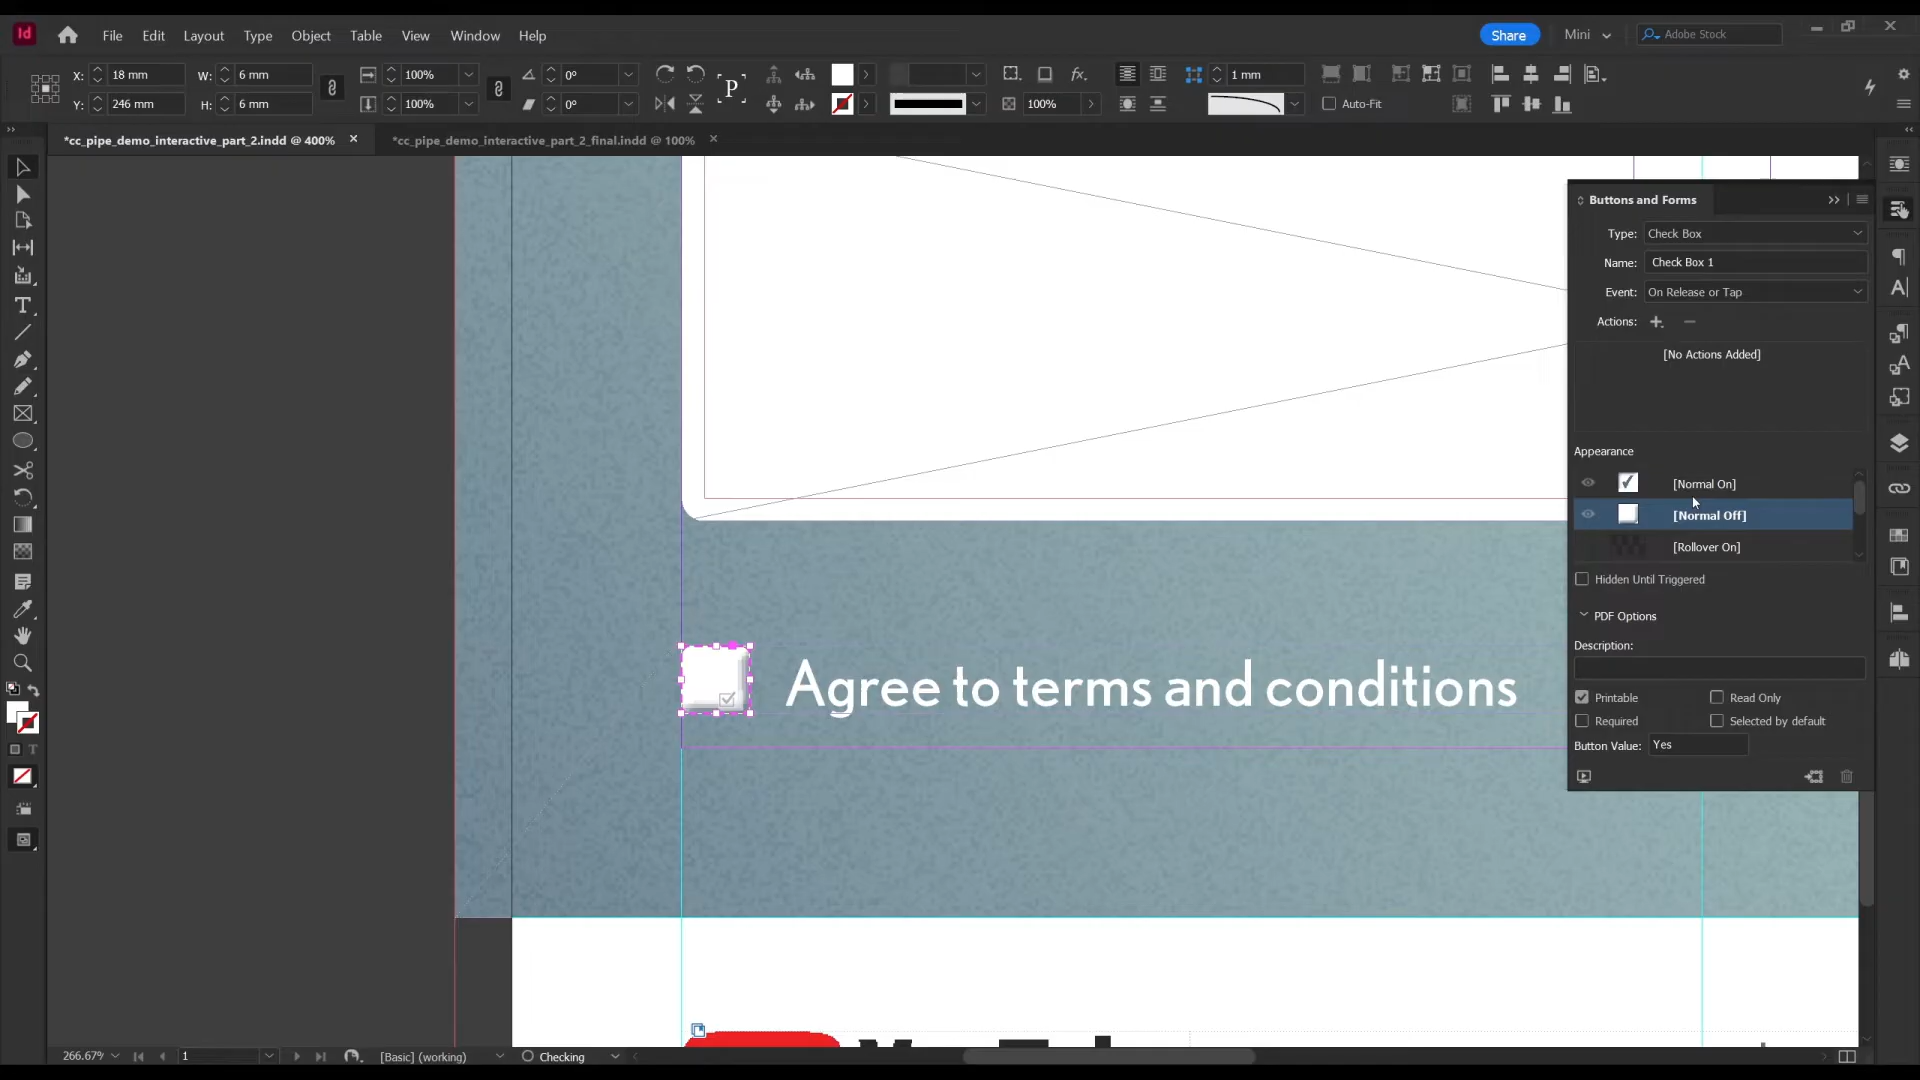 Id
File Edit Layout Type Object Table View Window Help
Share
Mini
Adobe Stock
X: 18 mm W: 6 mm 100% 0° P fx. 1 mm
Y: 246 mm H: 6 mm 100% 0° 100% Auto-Fit
*cc_pipe_demo_interactive_part_2.indd @ 400% × *cc_pipe_demo_interactive_part_2_final.indd @ 100% ×
Buttons and Forms
Type: Check Box
Name: Check Box 1
Event: On Release or Tap
Actions:
[No Actions Added]
Appearance
[Normal On]
[Normal Off]
[Rollover On]
Hidden Until Triggered
PDF Options
Description:
Printable Read Only
Required Selected by default
Button Value: Yes
Agree to terms and conditions
266.67% 1 [Basic] (working) Checking